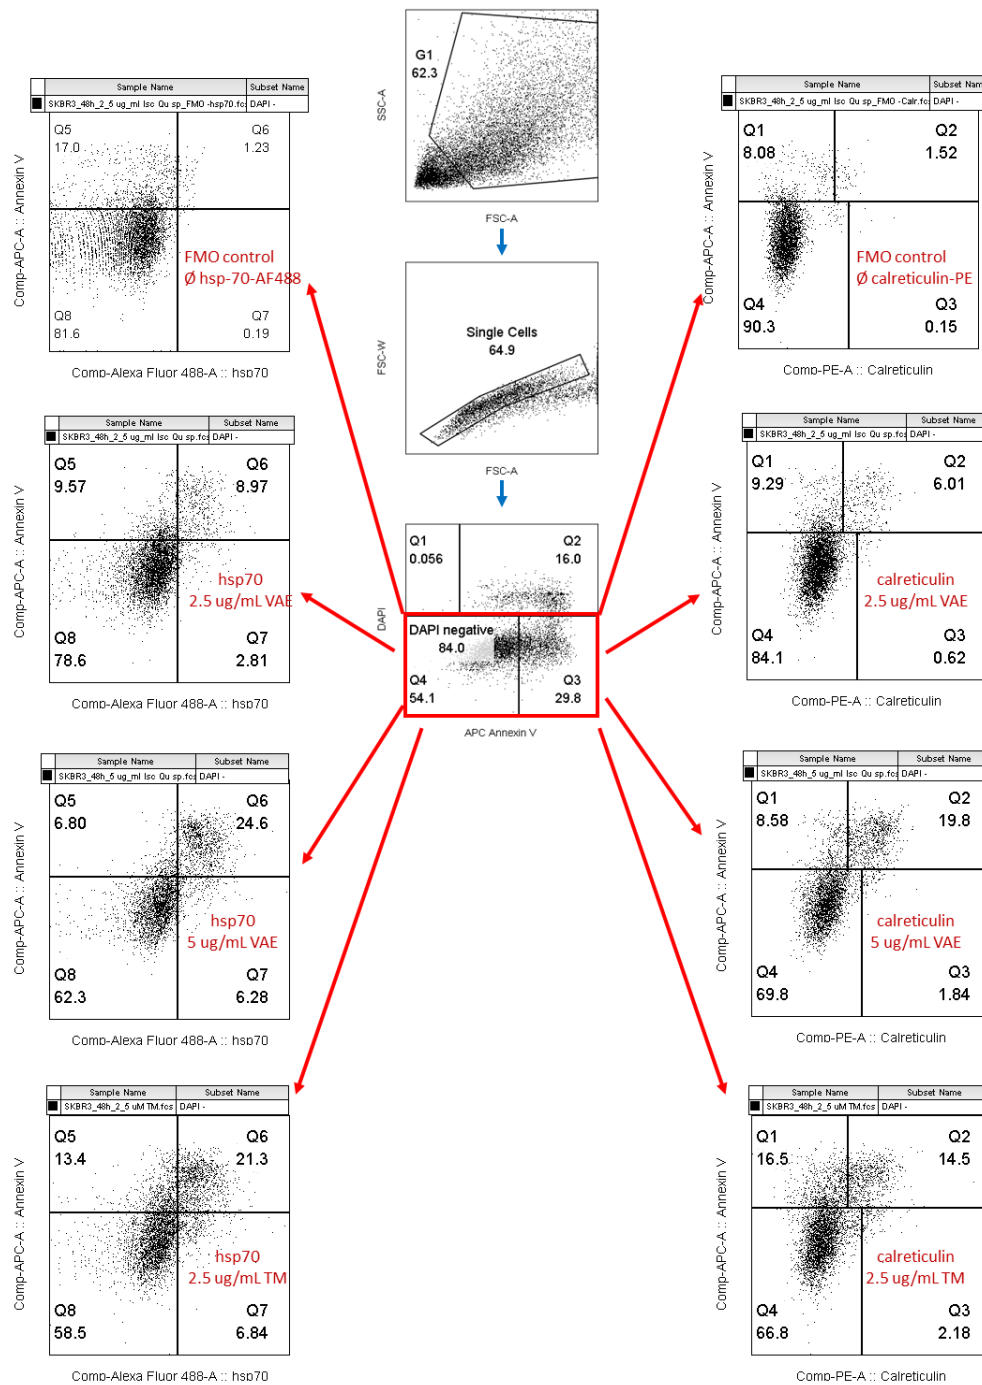 G1
62.3
SSC-A
FSC-A
Single Cells
64.9
FSC-W
FSC-A
Q1
0.056
Q2
16.0
DAPI negative
84.0
Q4
54.1
Q3
29.8
DAPI
APC Annexin V
Sample Name Subset Name
SKBR3_48h_2_5 ug_ml Isc Qu sp_FMO -hsp70.fcs DAPI -
Q5
17.0
Q6
1.23
FMO control
Ø hsp-70-AF488
Q8
81.6
Q7
0.19
Comp-APC-A :: Annexin V
Comp-Alexa Fluor 488-A :: hsp70
Sample Name Subset Name
SKBR3_48h_2_5 ug_ml Isc Qu sp.fcs DAPI -
Q5
9.57
Q6
8.97
hsp70
2.5 ug/mL VAE
Q8
78.6
Q7
2.81
Comp-APC-A :: Annexin V
Comp-Alexa Fluor 488-A :: hsp70
Sample Name Subset Name
SKBR3_48h_5 ug_ml Isc Qu sp.fcs DAPI -
Q5
6.80
Q6
24.6
hsp70
5 ug/mL VAE
Q8
62.3
Q7
6.28
Comp-APC-A :: Annexin V
Comp-Alexa Fluor 488-A :: hsp70
Sample Name Subset Name
SKBR3_48h_2_5 uM TM.fcs DAPI -
Q5
13.4
Q6
21.3
hsp70
2.5 ug/mL TM
Q8
58.5
Q7
6.84
Comp-APC-A :: Annexin V
Comp-Alexa Fluor 488-A :: hsp70
Sample Name Subset Name
SKBR3_48h_2_5 ug_ml Isc Qu sp_FMO -Calr.fcs DAPI -
Q1
8.08
Q2
1.52
FMO control
Ø calreticulin-PE
Q4
90.3
Q3
0.15
Comp-APC-A :: Annexin V
Comp-PE-A :: Calreticulin
Sample Name Subset Name
SKBR3_48h_2_5 ug_ml Isc Qu sp.fcs DAPI -
Q1
9.29
Q2
6.01
calreticulin
2.5 ug/mL VAE
Q4
84.1
Q3
0.62
Comp-APC-A :: Annexin V
Comp-PE-A :: Calreticulin
Sample Name Subset Name
SKBR3_48h_5 ug_ml Isc Qu sp.fcs DAPI -
Q1
8.58
Q2
19.8
calreticulin
5 ug/mL VAE
Q4
69.8
Q3
1.84
Comp-APC-A :: Annexin V
Comp-PE-A :: Calreticulin
Sample Name Subset Name
SKBR3_48h_2_5 uM TM.fcs DAPI -
Q1
16.5
Q2
14.5
calreticulin
2.5 ug/mL TM
Q4
66.8
Q3
2.18
Comp-APC-A :: Annexin V
Comp-PE-A :: Calreticulin